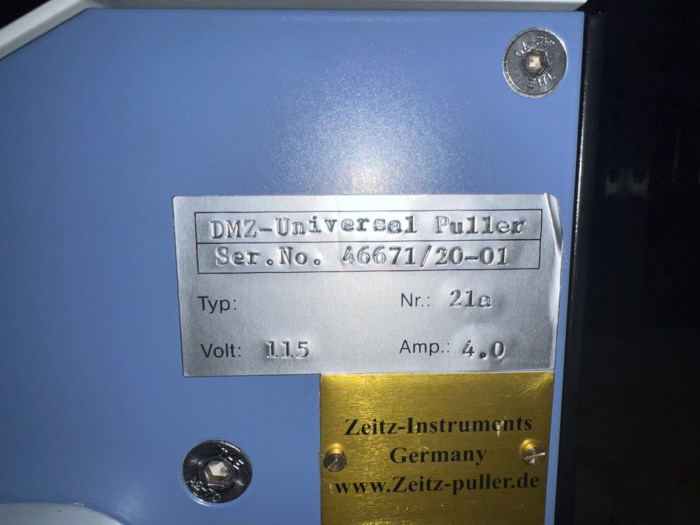 DMZ-Universal Puller
Ser.No. 46671/20-01
Typ: Nr.: 21a
Volt: 115 Amp.: 4.0
Zeitz-Instruments
Germany
www.Zeitz-puller.de